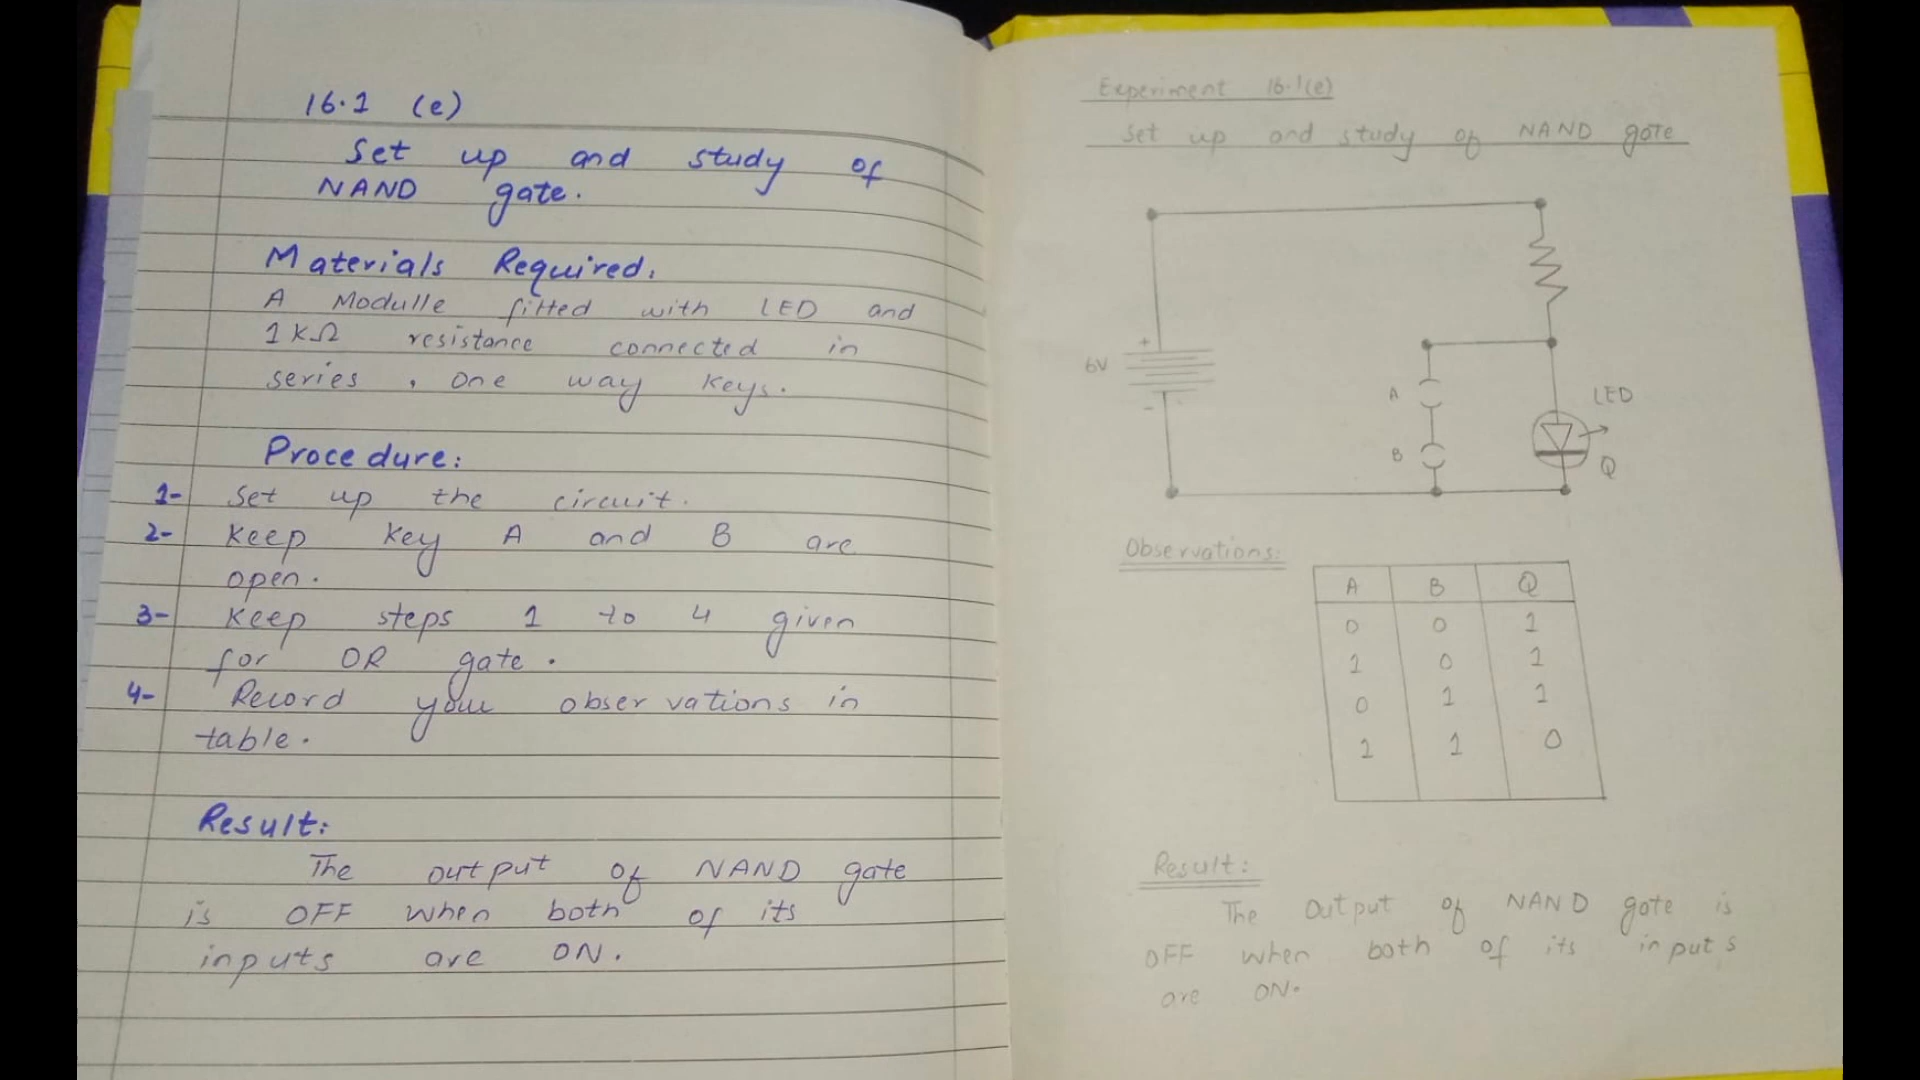 16.1 (e)
Set up and study of
NAND gate.
Materials Required.
A Modulle fitted with LED and
1KΩ resistance connected in
series, one way keys.
Procedure:
1- Set up the circuit.
2- Keep key A and B are
open.
3- Keep steps 1 to 4 given
for OR gate.
4- Record your observations in
table.
Result:
The output of NAND gate
is OFF when both of its
inputs are ON.
Experiment 16.1(e)
Set up and study of NAND gate
+
6V
-
A
B
LED
Q
Observations:
A B Q
0 0 1
1 0 1
0 1 1
1 1 0
Result:
The Output of NAND gate is
OFF when both of its inputs
are ON.